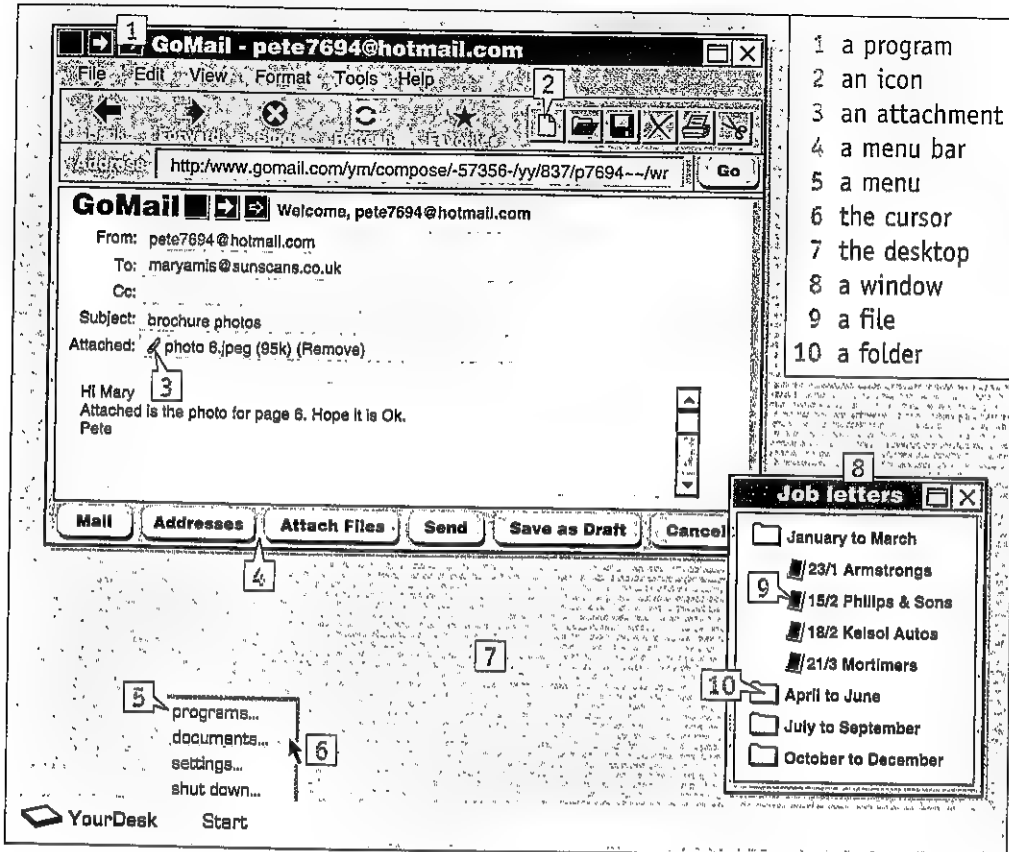 1
GoMail - pete7694@hotmail.com
File Edit View Format Tools Help
2
Address http:/www.gomail.com/ym/compose/-57356-/yy/837/p7694~~/wr Go
GoMail Welcome, pete7694@hotmail.com
From: pete7694@hotmail.com
To: maryamis@sunscans.co.uk
Cc:
Subject: brochure photos
Attached: photo 6.jpeg (95k) (Remove)
3
Hi Mary
Attached is the photo for page 6. Hope it is Ok.
Pete
Mail Addresses Attach Files Send Save as Draft Cancel
4
1 a program
2 an icon
3 an attachment
4 a menu bar
5 a menu
6 the cursor
7 the desktop
8 a window
9 a file
10 a folder
8
Job letters
January to March
23/1 Armstrongs
9
15/2 Philips & Sons
18/2 Kelsol Autos
21/3 Mortimers
10
April to June
July to September
October to December
7
5
programs...
documents...
6
settings...
shut down...
YourDesk Start